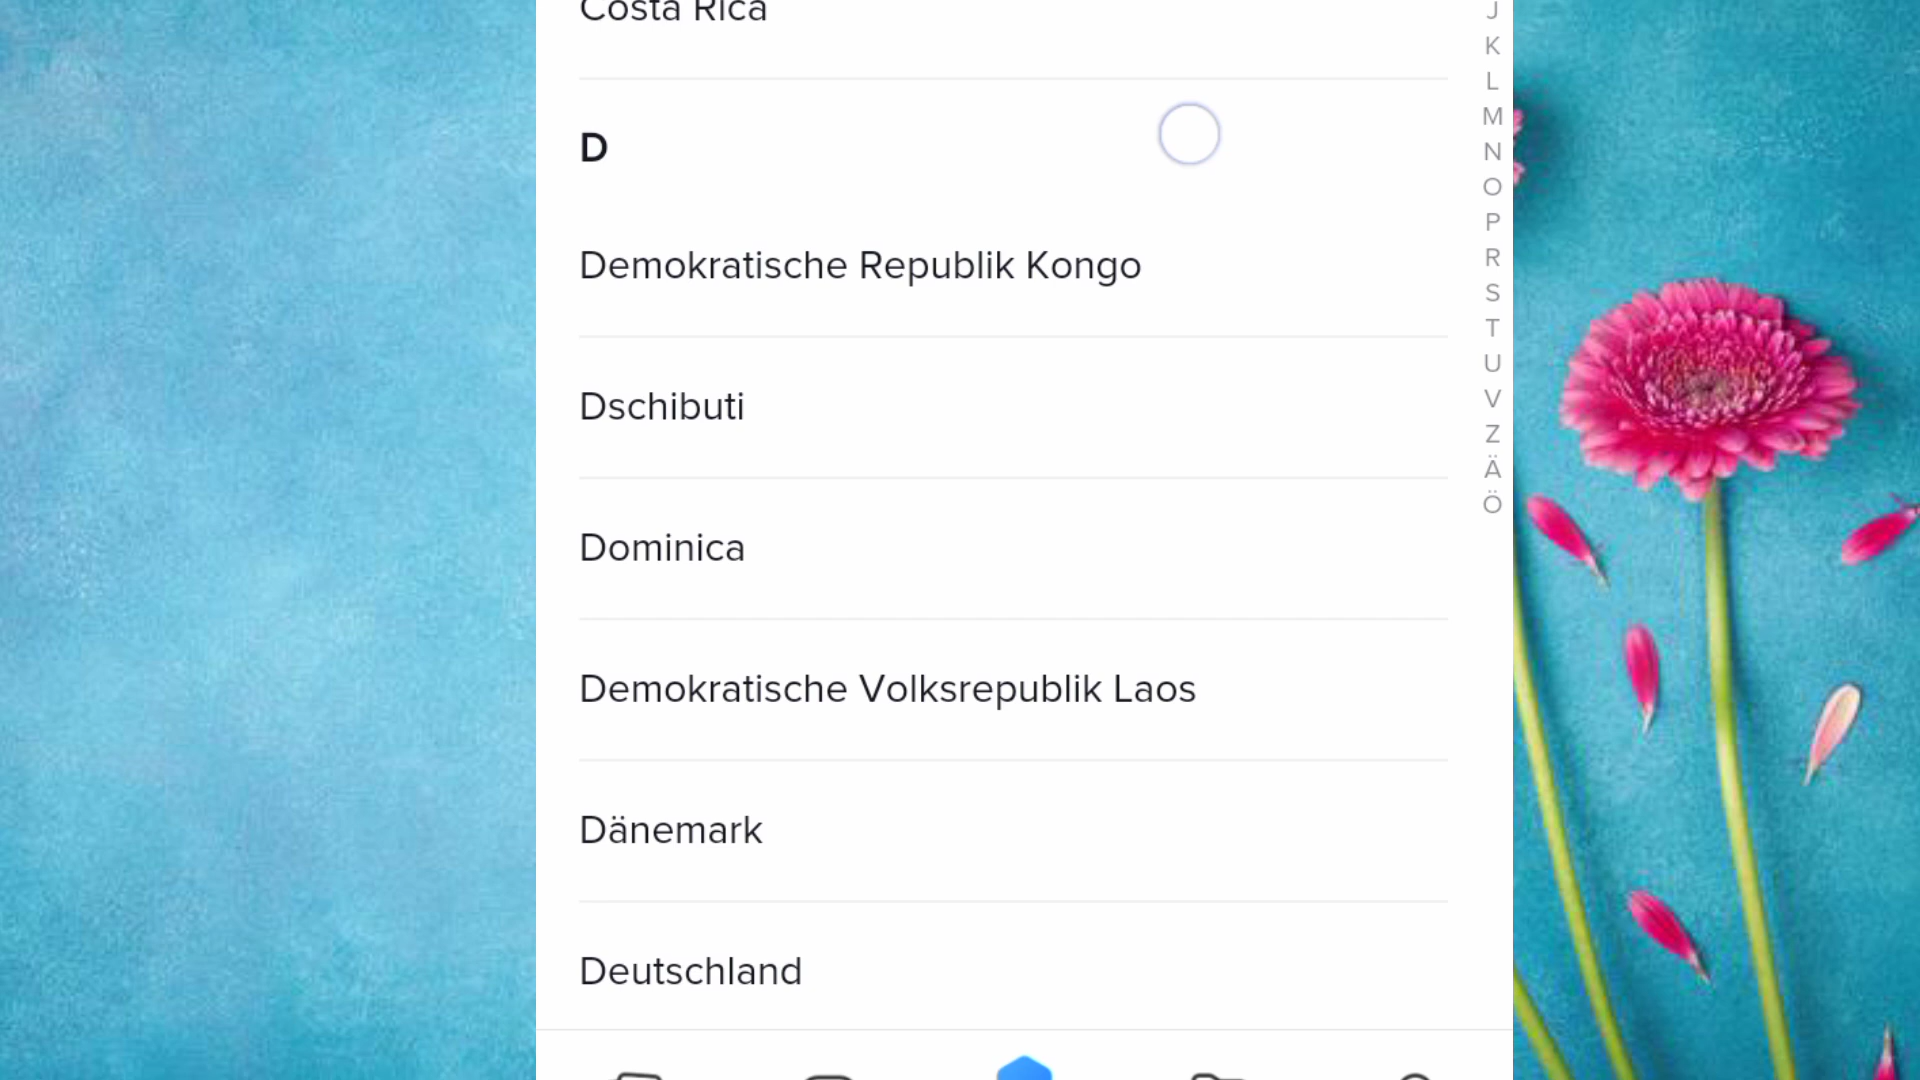 Costa Rica
D
Demokratische Republik Kongo
Dschibuti
Dominica
Demokratische Volksrepublik Laos
Dänemark
Deutschland
J
K
L
M
N
O
P
R
S
T
U
V
Z
Ä
Ö